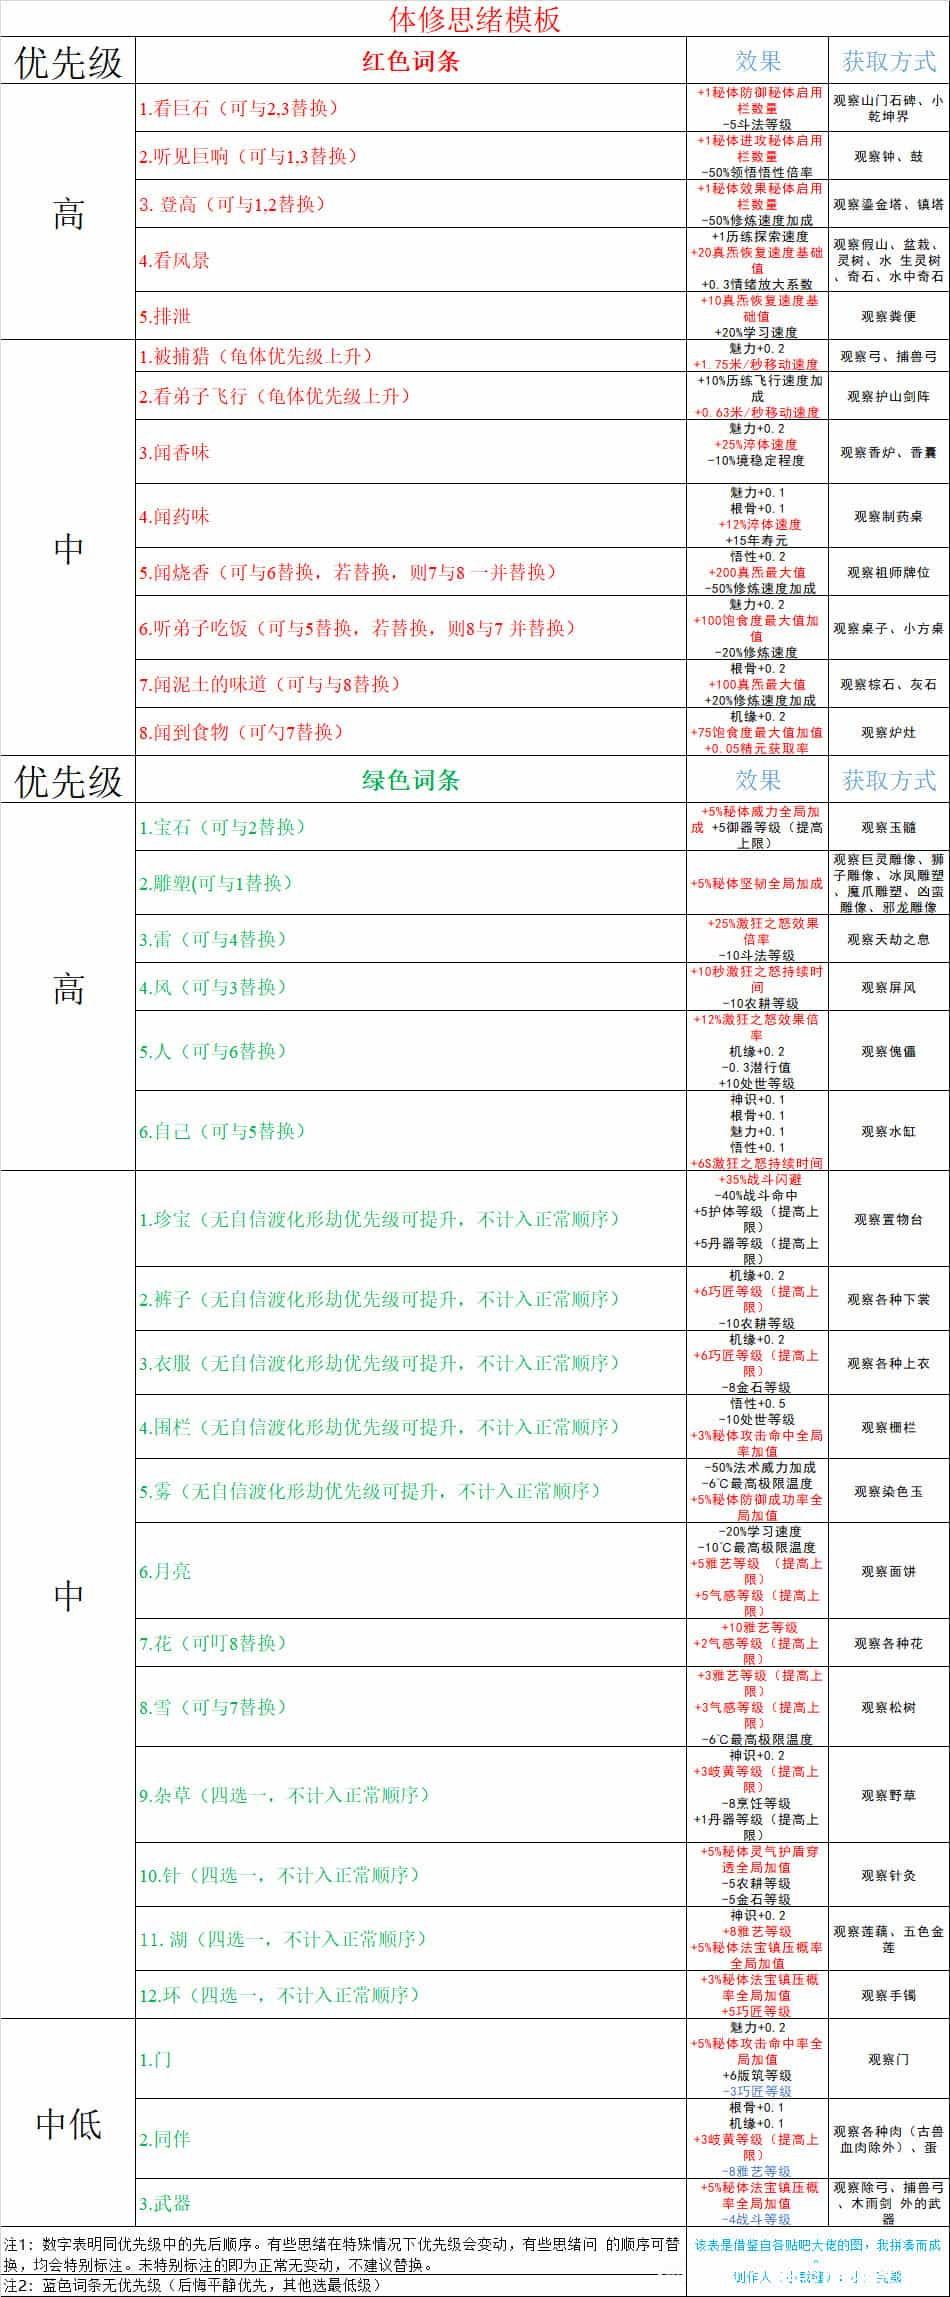 体修思绪模板
优先级
红色词条
效果
获取方式
高
1.看巨石（可与2,3替换）
+1秘体防御秘体启用
栏数量
-5斗法等级
观察山门石碑、小
乾坤界
2.听见巨响（可与1,3替换）
+1秘体进攻秘体启用
栏数量
-50%领悟悟性倍率
观察钟、鼓
3. 登高（可与1,2替换）
+1秘体效果秘体启用
栏数量
-50%修炼速度加成
观察鎏金塔、镇塔
4.看风景
+1历练探索速度
+20真炁恢复速度基础
值
+0.3情绪放大系数
观察假山、盆栽、
灵树、水 生灵树
、奇石、水中奇石
5.排泄
+10真炁恢复速度基
础值
+20%学习速度
观察粪便
中
1.被捕猎（龟体优先级上升）
魅力+0.2
+1.75米/秒移动速度
观察弓、捕兽弓
2.看弟子飞行（龟体优先级上升）
+10%历练飞行速度加
成
+0.63米/秒移动速度
观察护山剑阵
3.闻香味
魅力+0.2
+25%淬体速度
-10%境稳定程度
观察香炉、香囊
4.闻药味
魅力+0.1
根骨+0.1
+12%淬体速度
+15年寿元
观察制药桌
5.闻烧香（可与6替换，若替换，则7与8 一并替换）
悟性+0.2
+200真炁最大值
-50%修炼速度加成
观察祖师牌位
6.听弟子吃饭（可与5替换，若替换，则8与7 并替换）
魅力+0.2
+100饱食度最大值加
值
-20%修炼速度
观察桌子、小方桌
7.闻泥土的味道（可与与8替换）
根骨+0.2
+100真炁最大值
+20%修炼速度加成
观察棕石、灰石
8.闻到食物（可勺7替换）
机缘+0.2
+75饱食度最大值加值
+0.05精元获取率
观察炉灶
优先级
绿色词条
效果
获取方式
高
1.宝石（可与2替换）
+5%秘体威力全局加
成 +5御器等级（提高
上限）
观察玉髓
2.雕塑(可与1替换）
+5%秘体坚韧全局加成
观察巨灵雕像、狮
子雕像、冰凤雕塑
、魔爪雕塑、凶蛮
雕像、邪龙雕像
3.雷（可与4替换）
+25%激狂之怒效果
倍率
-10斗法等级
观察天劫之息
4.风（可与3替换）
+10秒激狂之怒持续时
间
-10农耕等级
观察屏风
5.人（可与6替换）
+12%激狂之怒效果倍
率
机缘+0.2
-0.3潜行值
+10处世等级
观察傀儡
6.自己（可与5替换）
神识+0.1
根骨+0.1
魅力+0.1
悟性+0.1
+6S激狂之怒持续时间
观察水缸
中
1.珍宝（无自信渡化形劫优先级可提升，不计入正常顺序）
+35%战斗闪避
-40%战斗命中
+5护体等级（提高上
限）
+5丹器等级（提高上
限）
观察置物台
2.裤子（无自信渡化形劫优先级可提升，不计入正常顺序）
机缘+0.2
+6巧匠等级（提高上
限）
-10农耕等级
观察各种下裳
3.衣服（无自信渡化形劫优先级可提升，不计入正常顺序）
机缘+0.2
+6巧匠等级（提高上
限）
-8金石等级
观察各种上衣
4.围栏（无自信渡化形劫优先级可提升，不计入正常顺序）
悟性+0.5
-10处世等级
+3%秘体攻击命中全局
率加值
观察栅栏
5.雾（无自信渡化形劫优先级可提升，不计入正常顺序）
-50%法术威力加成
-6℃最高极限温度
+5%秘体防御成功率全
局加值
观察染色玉
6.月亮
-20%学习速度
-10℃最高极限温度
+5雅艺等级 （提高上
限）
+5气感等级（提高上
限）
观察面饼
7.花（可叮8替换）
+10雅艺等级
+2气感等级（提高上
限）
观察各种花
8.雪（可与7替换）
+3雅艺等级（提高上
限）
+3气感等级（提高上
限）
-6℃最高极限温度
观察松树
9.杂草（四选一，不计入正常顺序）
神识+0.2
+3岐黄等级（提高上
限）
-8烹饪等级
+1丹器等级（提高上
限）
观察野草
10.针（四选一，不计入正常顺序）
+5%秘体灵气护盾穿
透全局加值
-5农耕等级
-5金石等级
观察针灸
11. 湖（四选一，不计入正常顺序）
神识+0.2
+8雅艺等级
+5%秘体法宝镇压概率
全局加值
观察莲藕、五色金
莲
12.环（四选一，不计入正常顺序）
+3%秘体法宝镇压概
率全局加值
+5巧匠等级
观察手镯
中低
1.门
魅力+0.2
+5%秘体攻击命中率全
局加值
+6版筑等级
-3巧匠等级
观察门
2.同伴
根骨+0.1
机缘+0.1
+3岐黄等级（提高上
限）
-8雅艺等级
观察各种肉（古兽
血肉除外）、蛋
3.武器
+5%秘体法宝镇压概
率全局加值
-4战斗等级
观察除弓、捕兽弓
、木雨剑 外的武
器
注1：数字表明同优先级中的先后顺序。有些思绪在特殊情况下优先级会变动，有些思绪问 的顺序可替
换，均会特别标注。未特别标注的即为正常无变动，不建议替换。
注2：蓝色词条无优先级（后悔平静优先，其他选最低级）
该表是借鉴自各贴吧大佬的图，我拼凑而成
。